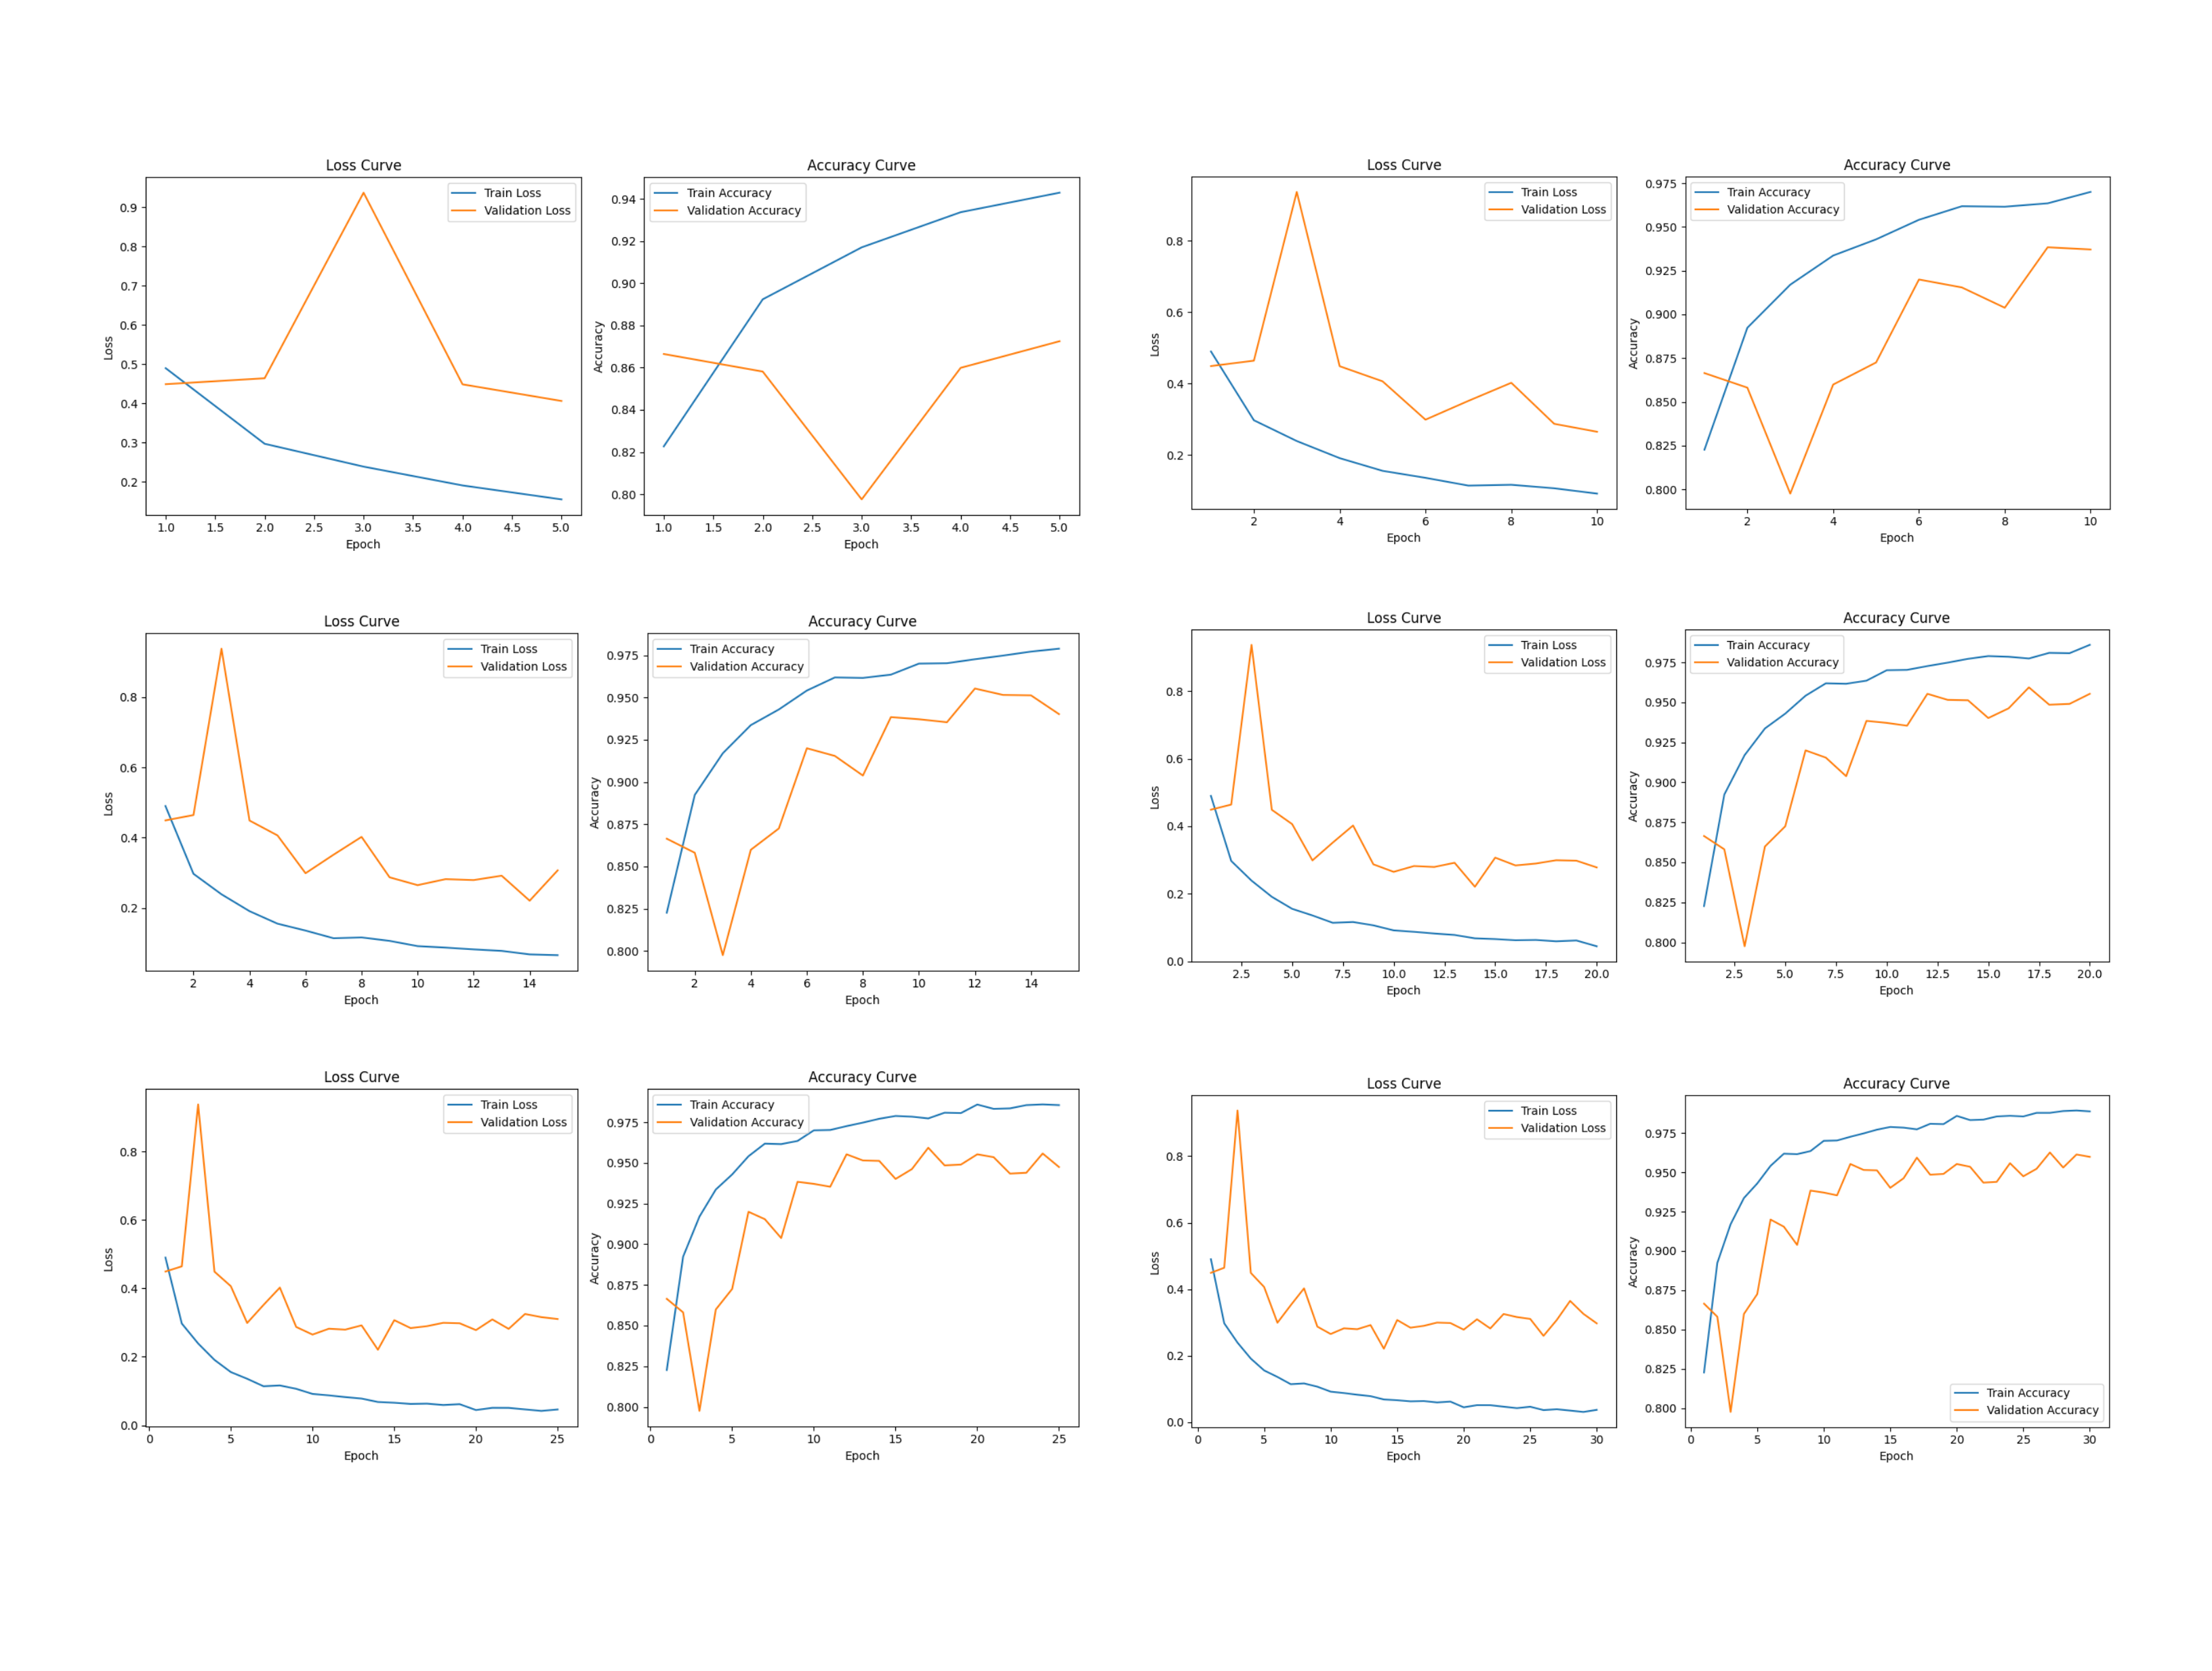 Loss Curve
Train Loss
Validation Loss
0.9
0.8
0.7
0.6
0.5
0.4
0.3
0.2
Loss
1.0 1.5 2.0 2.5 3.0 3.5 4.0 4.5 5.0
Epoch
Accuracy Curve
Train Accuracy
Validation Accuracy
0.94
0.92
0.90
0.88
0.86
0.84
0.82
0.80
Accuracy
1.0 1.5 2.0 2.5 3.0 3.5 4.0 4.5 5.0
Epoch
Loss Curve
Train Loss
Validation Loss
0.8
0.6
0.4
0.2
Loss
2 4 6 8 10
Epoch
Accuracy Curve
Train Accuracy
Validation Accuracy
0.975
0.950
0.925
0.900
0.875
0.850
0.825
0.800
Accuracy
2 4 6 8 10
Epoch
Loss Curve
Train Loss
Validation Loss
0.8
0.6
0.4
0.2
Loss
2 4 6 8 10 12 14
Epoch
Accuracy Curve
Train Accuracy
Validation Accuracy
0.975
0.950
0.925
0.900
0.875
0.850
0.825
0.800
Accuracy
2 4 6 8 10 12 14
Epoch
Loss Curve
Train Loss
Validation Loss
0.8
0.6
0.4
0.2
0.0
Loss
2.5 5.0 7.5 10.0 12.5 15.0 17.5 20.0
Epoch
Accuracy Curve
Train Accuracy
Validation Accuracy
0.975
0.950
0.925
0.900
0.875
0.850
0.825
0.800
Accuracy
2.5 5.0 7.5 10.0 12.5 15.0 17.5 20.0
Epoch
Loss Curve
Train Loss
Validation Loss
0.8
0.6
0.4
0.2
0.0
Loss
0 5 10 15 20 25
Epoch
Accuracy Curve
Train Accuracy
Validation Accuracy
0.975
0.950
0.925
0.900
0.875
0.850
0.825
0.800
Accuracy
0 5 10 15 20 25
Epoch
Loss Curve
Train Loss
Validation Loss
0.8
0.6
0.4
0.2
0.0
Loss
0 5 10 15 20 25 30
Epoch
Accuracy Curve
0.975
0.950
0.925
0.900
0.875
0.850
0.825
0.800
Accuracy
Train Accuracy
Validation Accuracy
0 5 10 15 20 25 30
Epoch